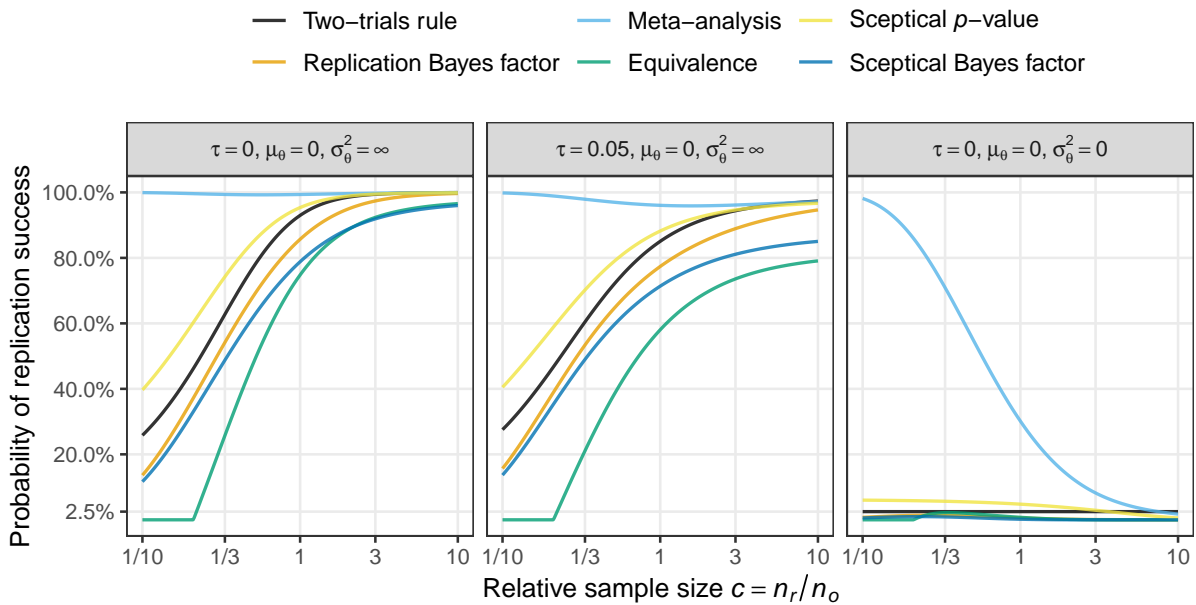 Two−trials rule
Meta−analysis
Sceptical p−value
Replication Bayes factor
Equivalence
Sceptical Bayes factor
τ = 0, μθ = 0, σ²θ = ∞
τ = 0.05, μθ = 0, σ²θ = ∞
τ = 0, μθ = 0, σ²θ = 0
Probability of replication success
100.0%
80.0%
60.0%
40.0%
20.0%
2.5%
1/10 1/3 1 3 10
1/10 1/3 1 3 10
1/10 1/3 1 3 10
Relative sample size c = nr/no